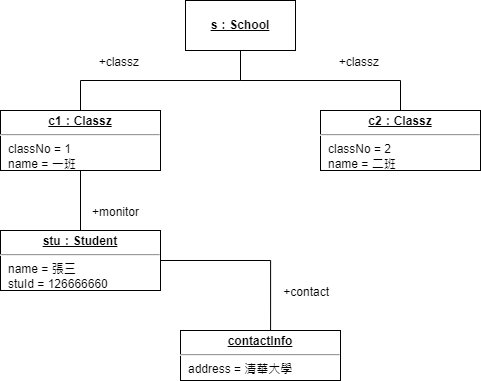 s : School
+classz
+classz
c1 : Classz
classNo = 1
name = 一班
c2 : Classz
classNo = 2
name = 二班
+monitor
stu : Student
name = 張三
stuId = 126666660
+contact
contactInfo
address = 清華大學